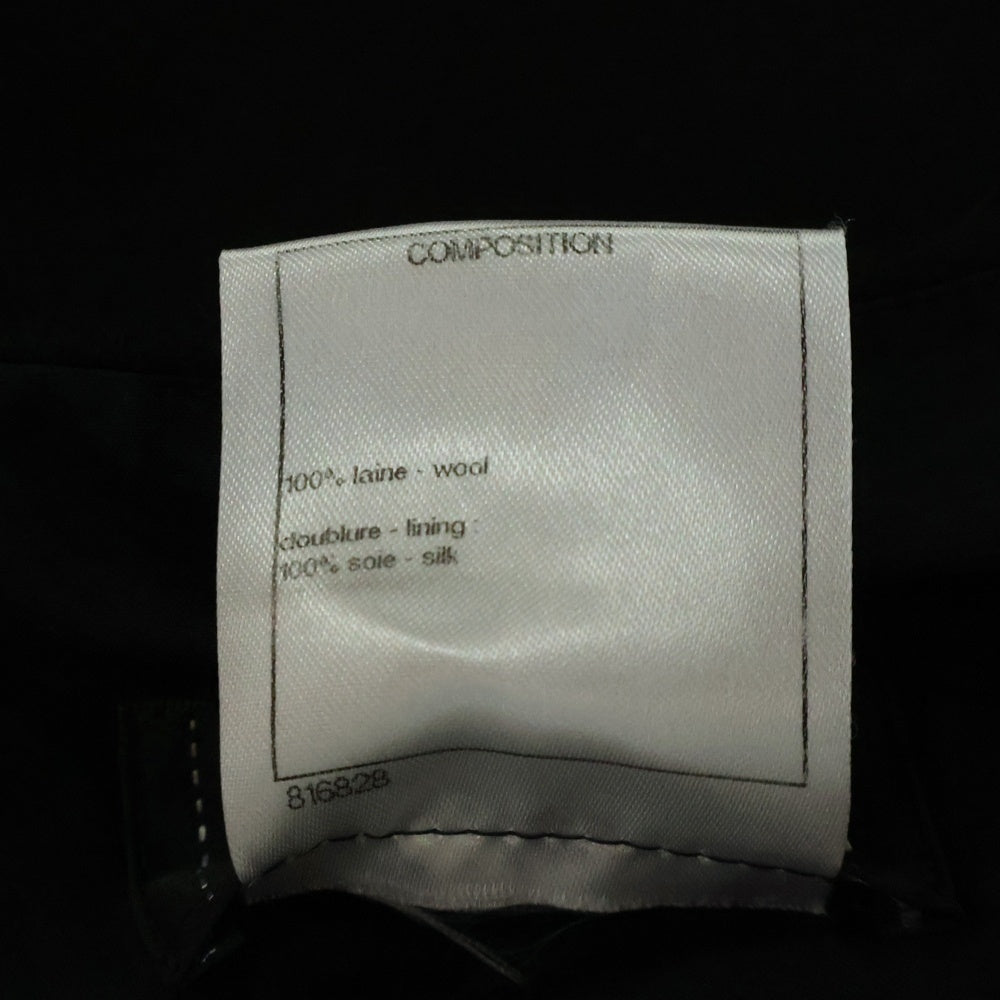 COMPOSITION
100% laine - wool
doublure - lining :
100% soie - silk
816828